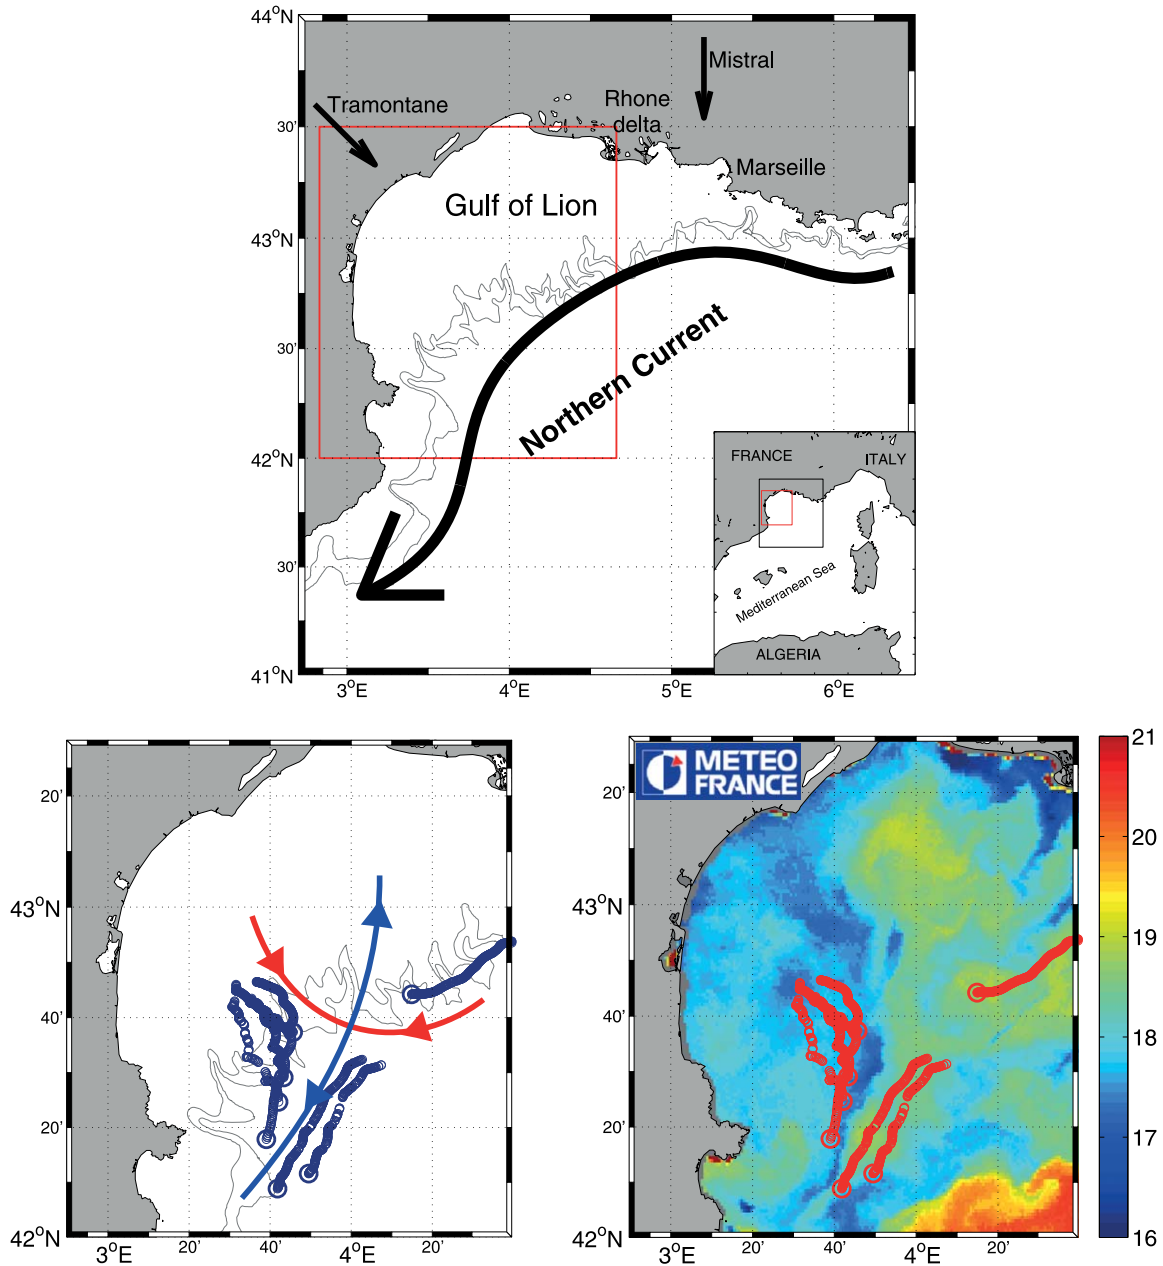 44°N
Mistral
Tramontane
Rhone
delta
30'
Marseille
Gulf of Lion
43°N
30'
Northern Current
42°N
FRANCE
ITALY
30'
Mediterranean Sea
ALGERIA
41°N
3°E
4°E
5°E
6°E
20'
43°N
40'
20'
42°N
3°E
20'
40'
4°E
20'
METEO
FRANCE
20'
43°N
40'
20'
42°N
3°E
20'
40'
4°E
20'
21
20
19
18
17
16